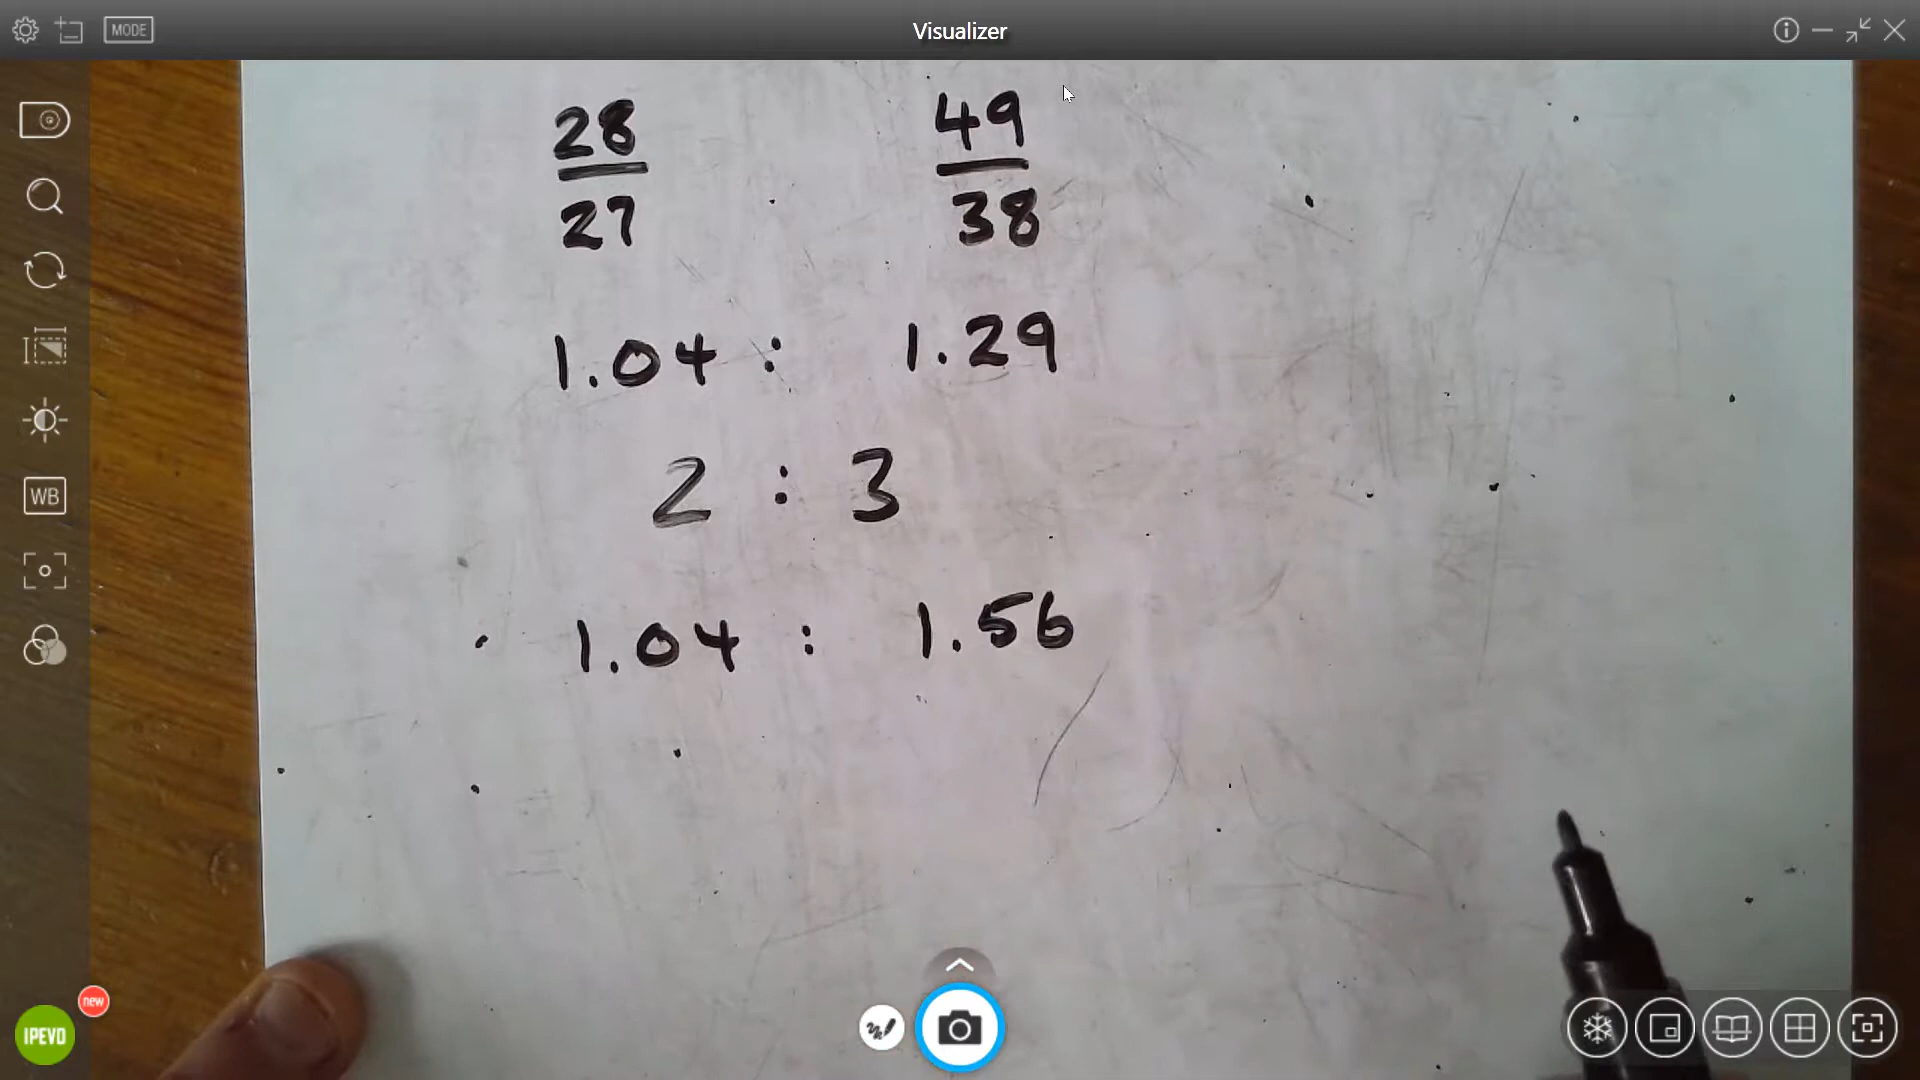 MODE Visualizer
28 49
27 38
1.04 : 1.29
2 : 3
WB
1.04 : 1.56
new
IPEVO